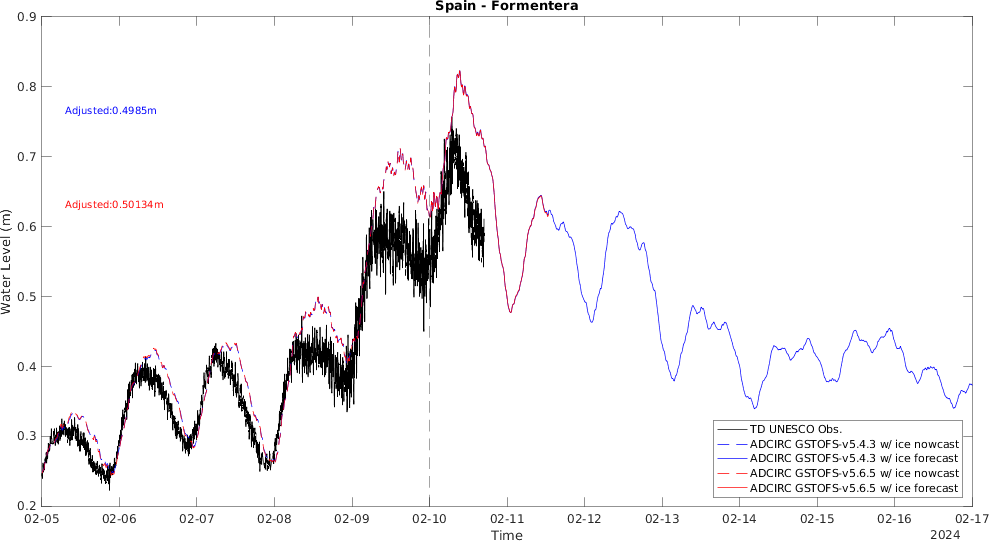 Spain - Formentera
0.9
0.8
0.7
0.6
0.5
0.4
0.3
0.2
Water Level (m)
Adjusted:0.4985m
Adjusted:0.50134m
TD UNESCO Obs.
ADCIRC GSTOFS-v5.4.3 w/ ice nowcast
ADCIRC GSTOFS-v5.4.3 w/ ice forecast
ADCIRC GSTOFS-v5.6.5 w/ ice nowcast
ADCIRC GSTOFS-v5.6.5 w/ ice forecast
02-05 02-06 02-07 02-08 02-09 02-10 02-11 02-12 02-13 02-14 02-15 02-16 02-17
Time
2024